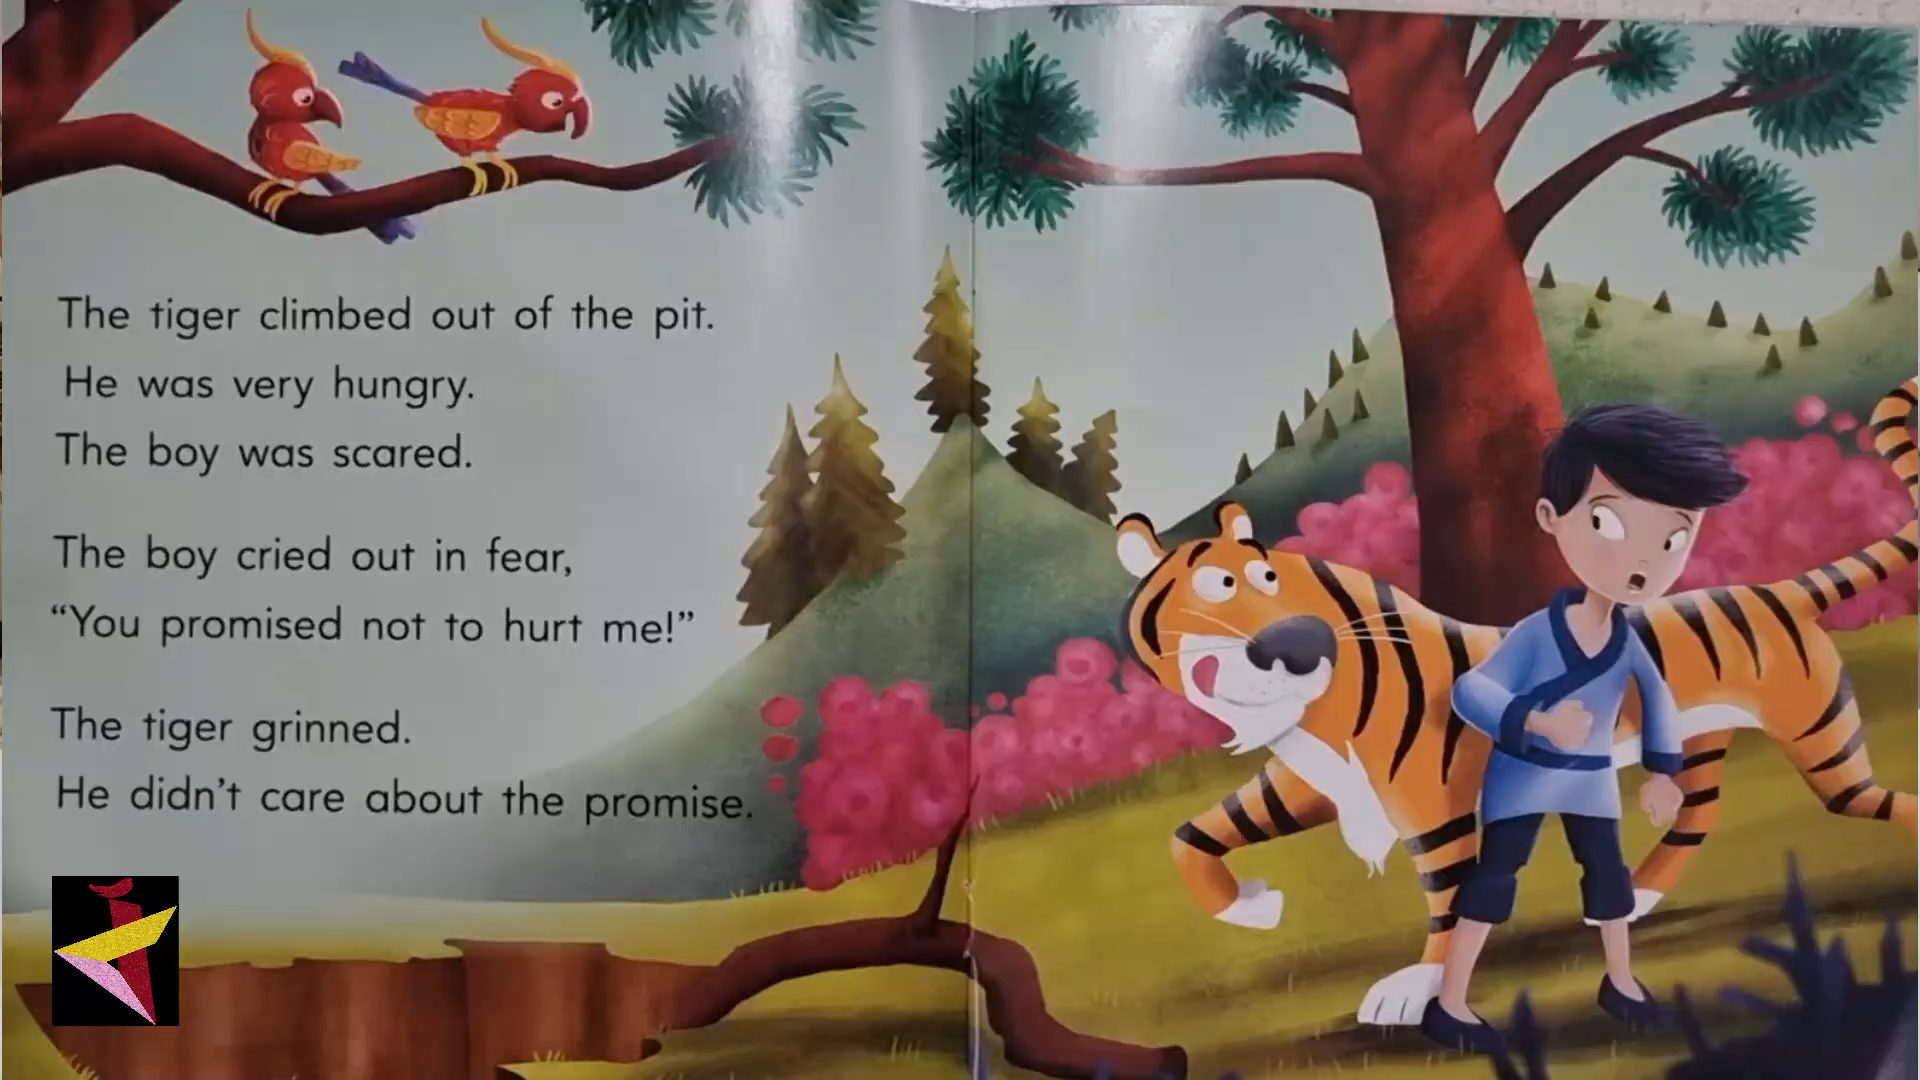 The tiger climbed out of the pit.
He was very hungry.
The boy was scared.
The boy cried out in fear,
“You promised not to hurt me!”
The tiger grinned.
He didn’t care about the promise.